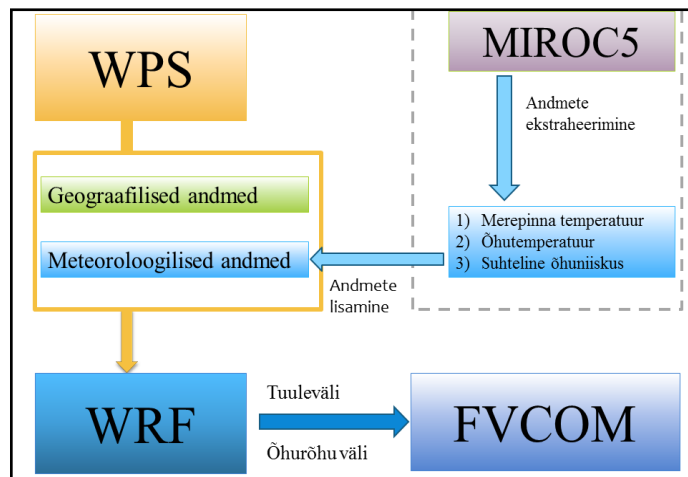 WPS
MIROC5
Andmete
ekstraheerimine
Geograafilised andmed
Meteoroloogilised andmed
1) Merepinna temperatuur
2) Õhutemperatuur
3) Suhteline õhuniiskus
Andmete
lisamine
WRF
Tuuleväli
Õhurõhu väli
FVCOM